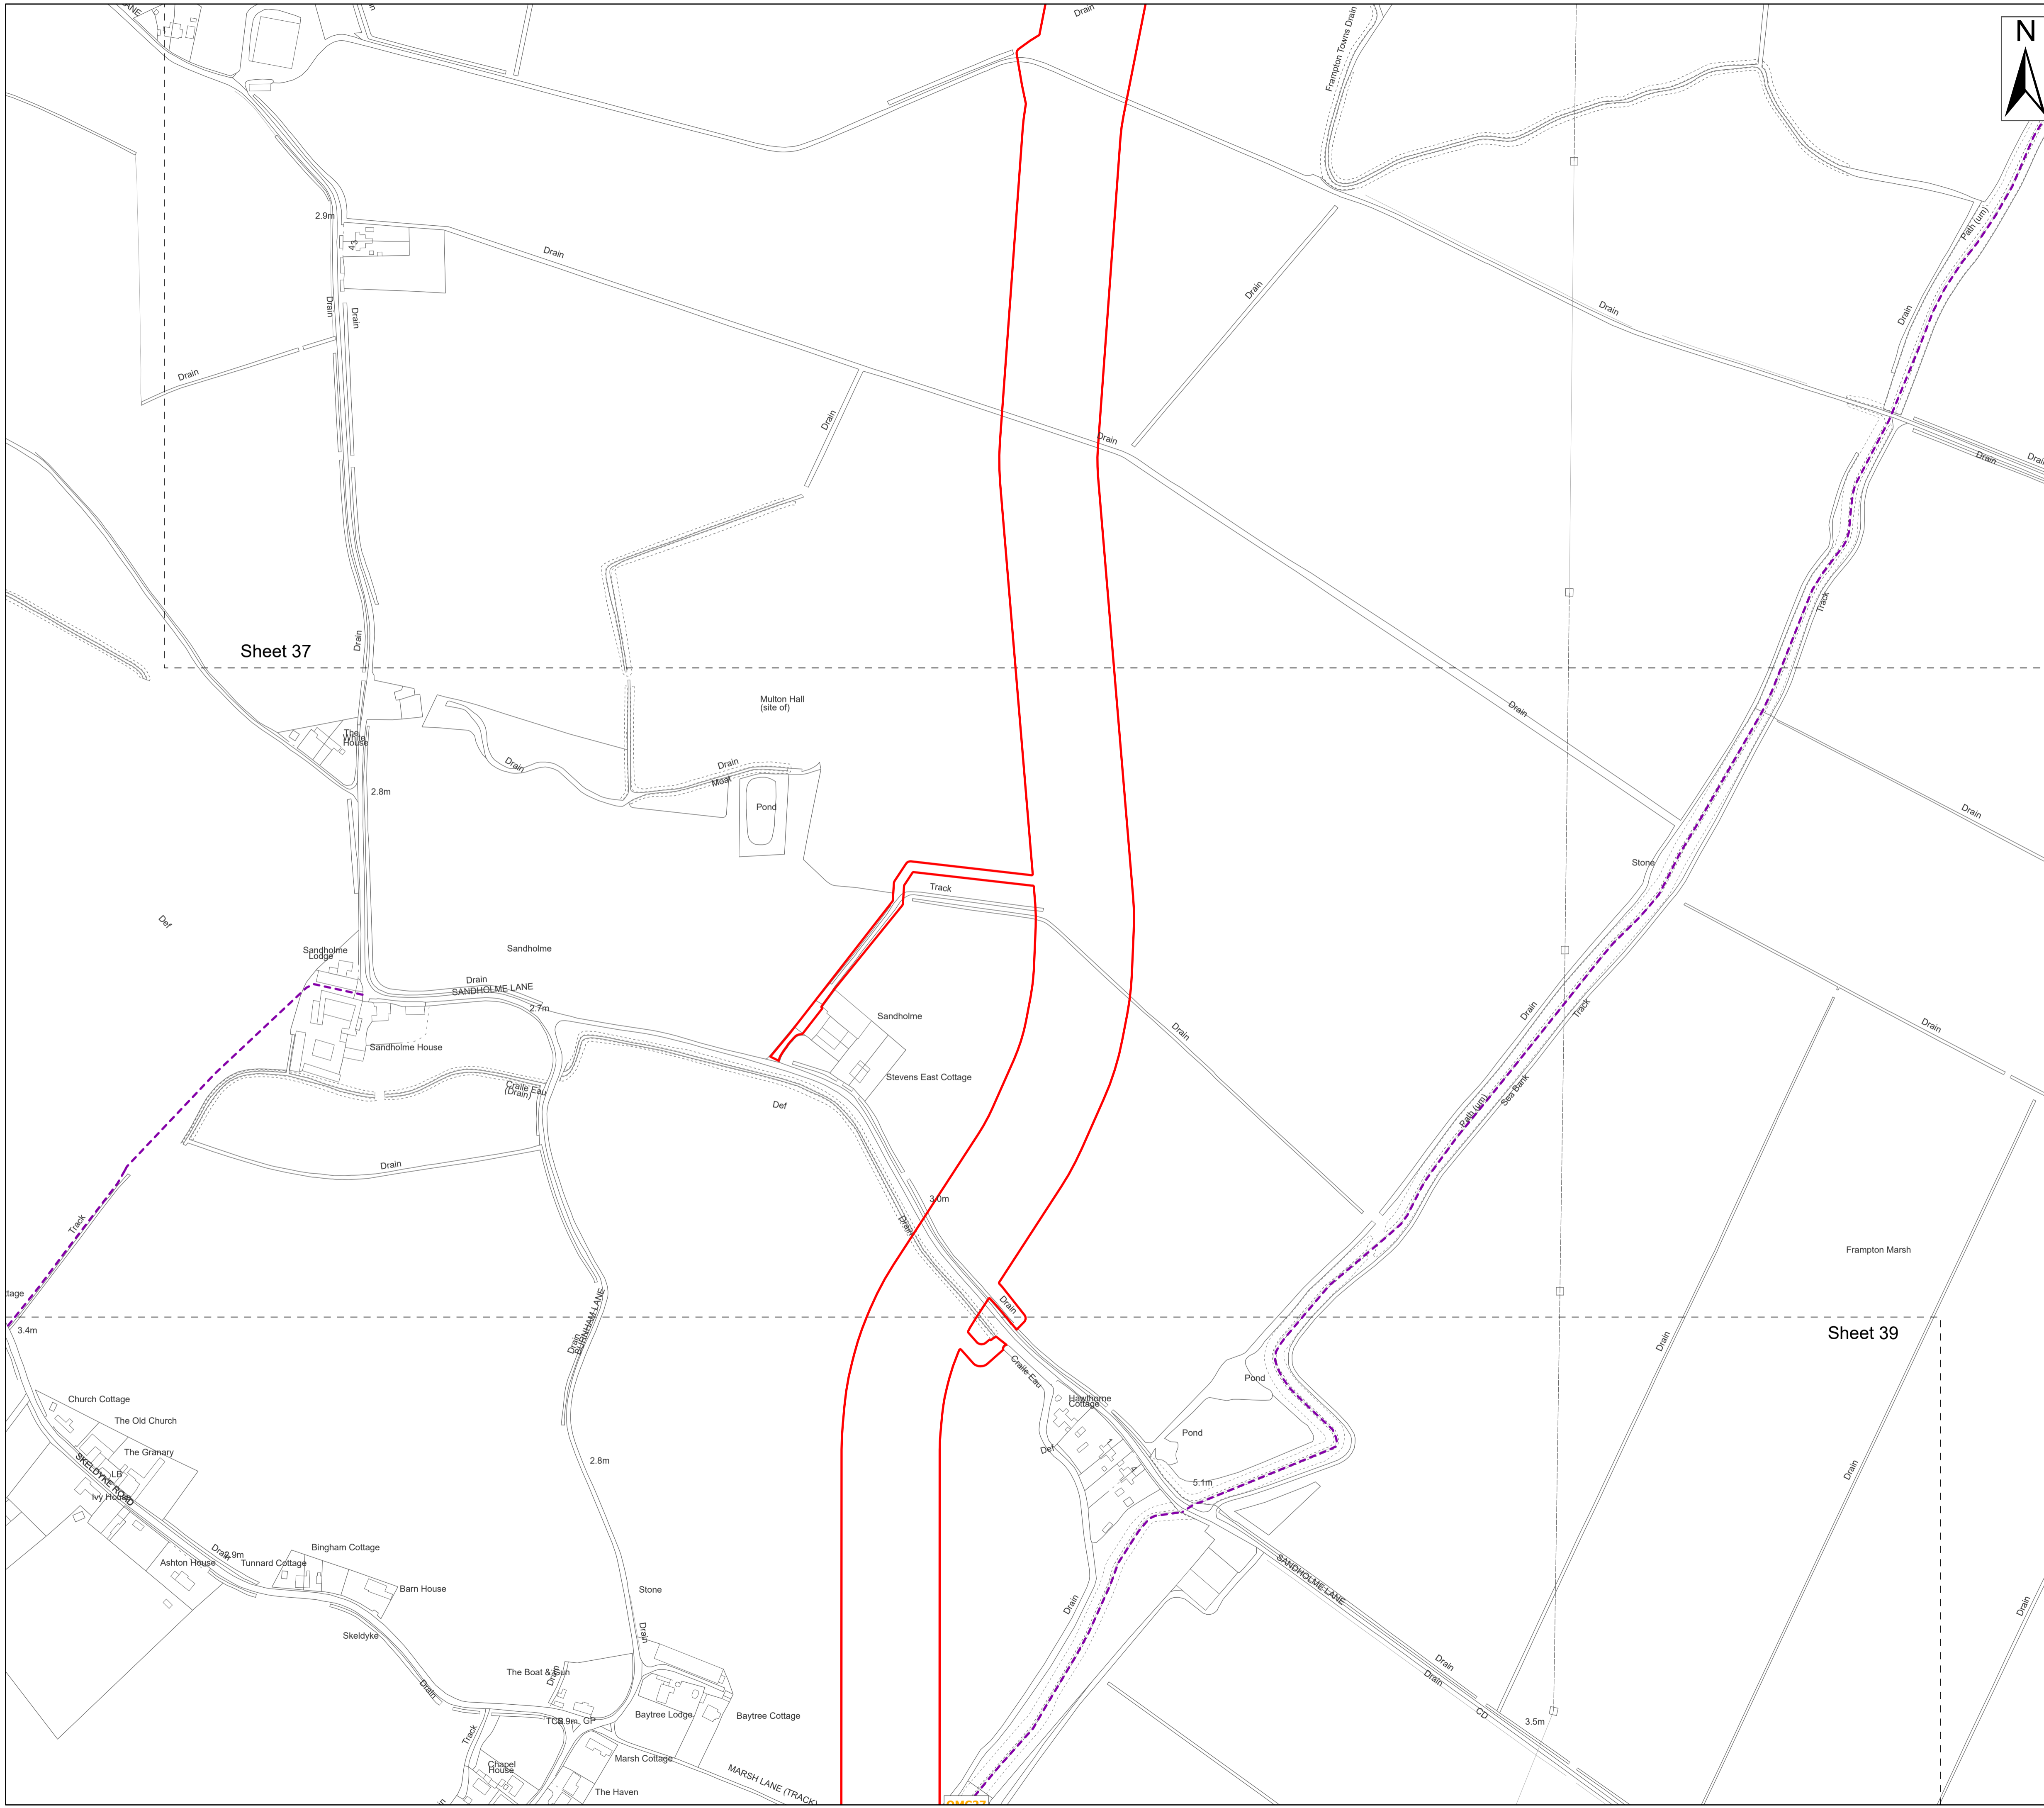 Drain
Frampton Towns Drain
N
2.9m
43
Drain
Path (um)
Drain
Drain
Drain
Drain
Drain
Drain
Drain
Drain
Drain
Drain
Track
Drain
Sheet 37
Multon Hall
(site of)
Drain
The
White
House
Drain
Drain
Moat
2.8m
Pond
Drain
Stone
Track
Def
Sandholme
Lodge
Sandholme
Drain
SANDHOLME LANE
2.7m
Sandholme
Drain
Drain
Track
Drain
Sandholme House
Stevens East Cottage
Craile Eau
(Drain)
Def
Path (um)
Sea Bank
Drain
3.0m
Track
Drain
Frampton Marsh
tage
3.4m
Drain
BURNHAM LANE
Drain
Sheet 39
Drain
Craile Eau
Pond
Church Cottage
Hawthorne
Cottage
The Old Church
Pond
Def
1
The Granary
2.8m
LB
4
5.1m
Drain
SKELDYKE ROAD
Ivy House
Bingham Cottage
Drain
2.9m
Ashton House
Tunnard Cottage
SANDHOLME LANE
Barn House
Stone
Drain
Drain
Skeldyke
Drain
The Boat & Gun
Drain
Drain
Drain
Drain
Baytree Lodge
Baytree Cottage
CD
3.5m
Track
Marsh Cottage
Chapel
House
MARSH LANE (TRACK)
The Haven